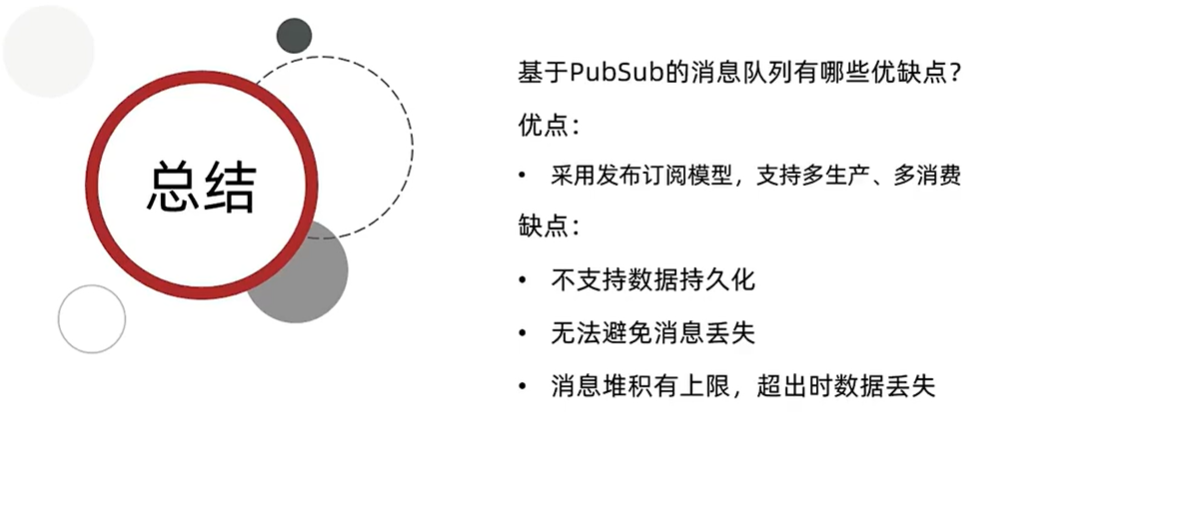 总结
基于PubSub的消息队列有哪些优缺点？
优点：
• 采用发布订阅模型，支持多生产、多消费
缺点：
• 不支持数据持久化
• 无法避免消息丢失
• 消息堆积有上限，超出时数据丢失